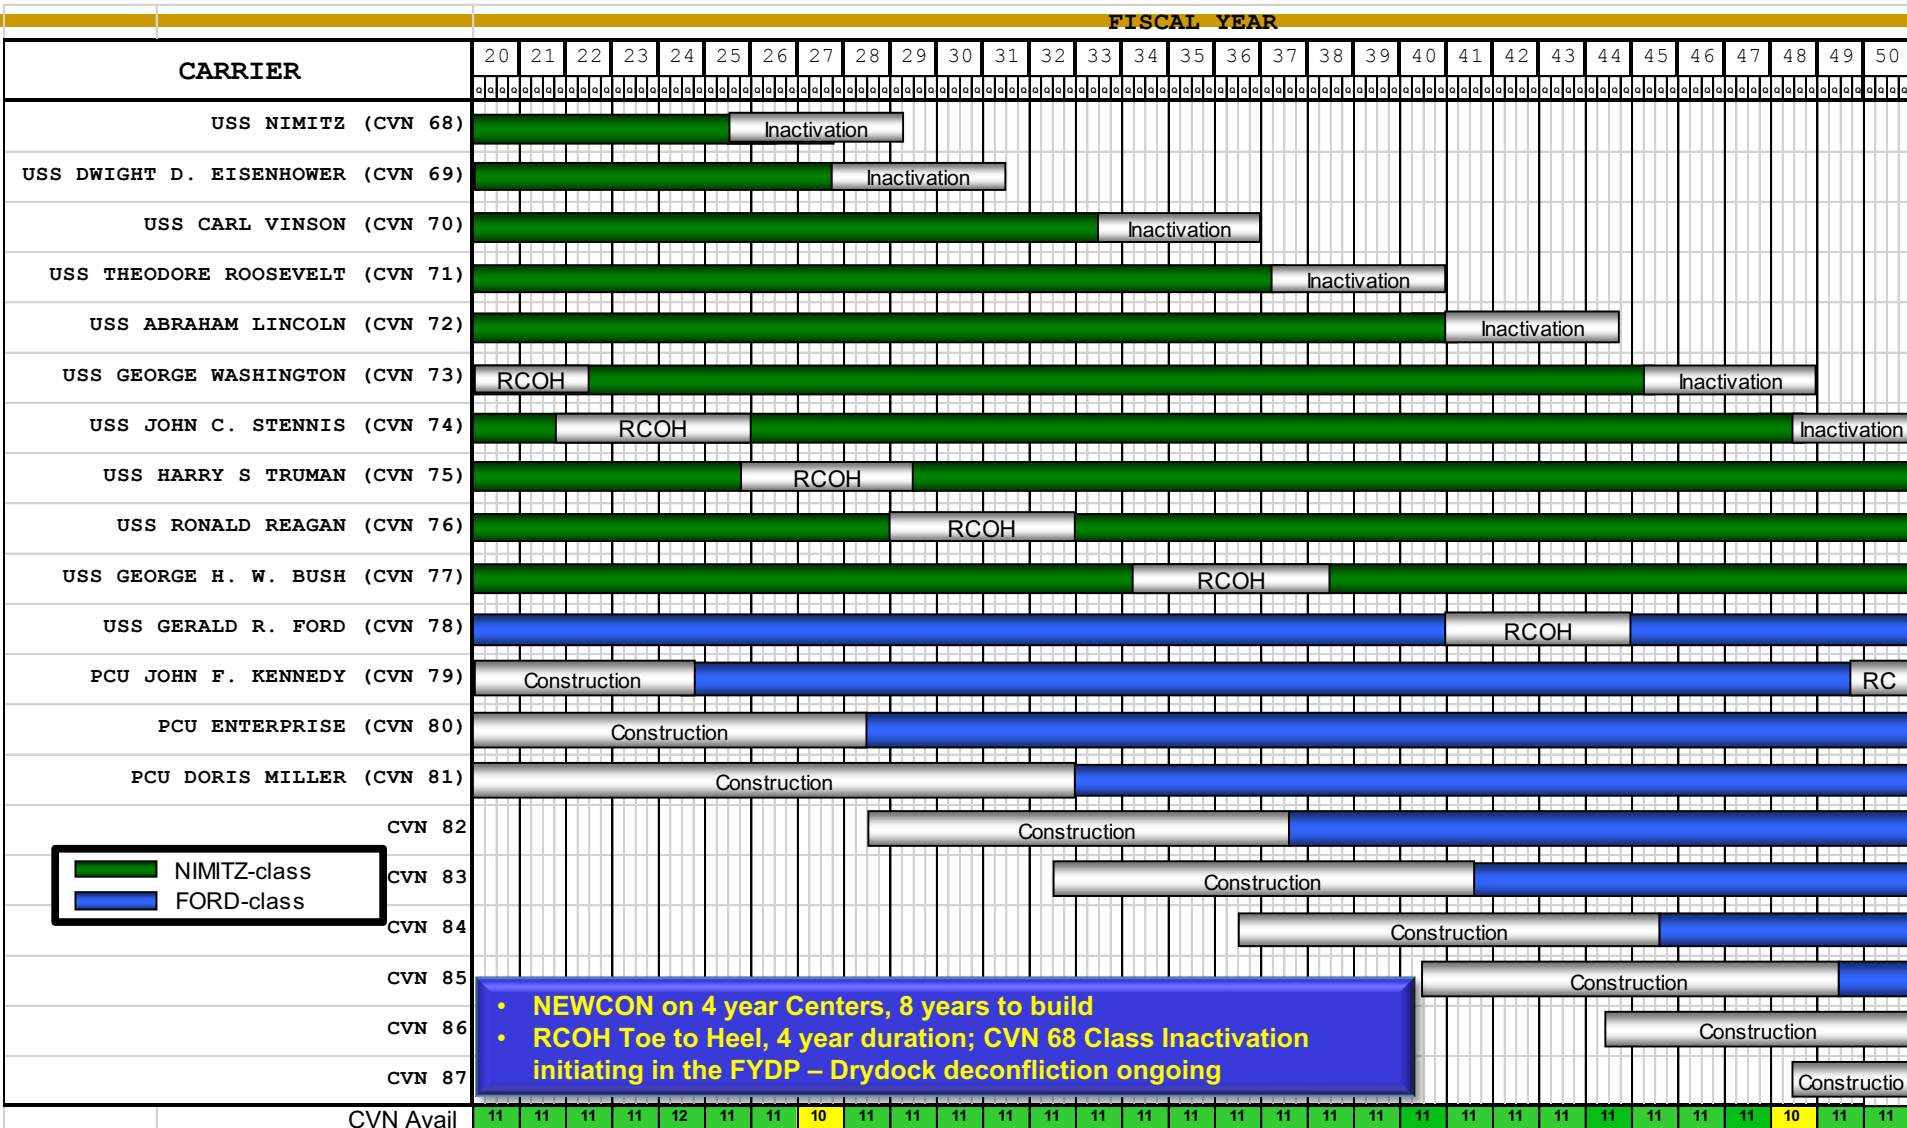 FISCAL YEAR
CARRIER
20 21 22 23 24 25 26 27 28 29 30 31 32 33 34 35 36 37 38 39 40 41 42 43 44 45 46 47 48 49 50
USS NIMITZ (CVN 68)
Inactivation
USS DWIGHT D. EISENHOWER (CVN 69)
Inactivation
USS CARL VINSON (CVN 70)
Inactivation
USS THEODORE ROOSEVELT (CVN 71)
Inactivation
USS ABRAHAM LINCOLN (CVN 72)
Inactivation
USS GEORGE WASHINGTON (CVN 73)
RCOH
Inactivation
USS JOHN C. STENNIS (CVN 74)
RCOH
Inactivation
USS HARRY S TRUMAN (CVN 75)
RCOH
USS RONALD REAGAN (CVN 76)
RCOH
USS GEORGE H. W. BUSH (CVN 77)
RCOH
USS GERALD R. FORD (CVN 78)
RCOH
PCU JOHN F. KENNEDY (CVN 79)
Construction
RC
PCU ENTERPRISE (CVN 80)
Construction
PCU DORIS MILLER (CVN 81)
Construction
CVN 82
Construction
NIMITZ-class
FORD-class
CVN 83
Construction
CVN 84
Construction
CVN 85
Construction
• NEWCON on 4 year Centers, 8 years to build
• RCOH Toe to Heel, 4 year duration; CVN 68 Class Inactivation
initiating in the FYDP – Drydock deconfliction ongoing
CVN 86
Construction
CVN 87
Constructio
CVN Avail 11 11 11 11 12 11 11 10 11 11 11 11 11 11 11 11 11 11 11 11 11 11 11 11 11 11 11 11 10 11 11